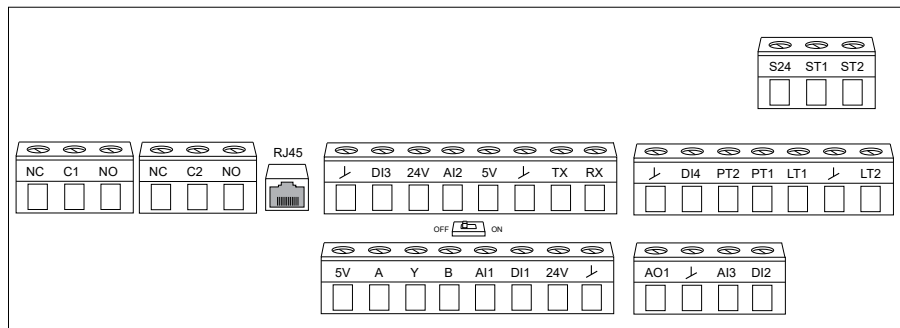 S24 ST1 ST2
RJ45
NC C1 NO NC C2 NO DI3 24V AI2 5V TX RX DI4 PT2 PT1 LT1 LT2
OFF ON
5V A Y B AI1 DI1 24V AO1 AI3 DI2